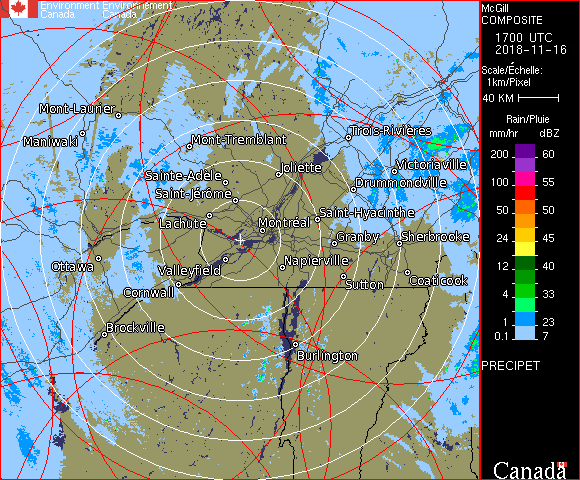 Environment Environnement
Canada Canada
McGill
COMPOSITE
1700 UTC
2018-11-16
Scale/Échelle:
1km/Pixel
40 KM
Rain/Pluie
mm/hr dBZ
200 60
100 55
50 50
24 45
12 40
4 33
1 23
0.1 7
PRECIPET
Canada
Mont-Laurier
Maniwaki
Mont-Tremblant
Trois-Rivières
Sainte-Adèle
Joliette
Victoriaville
Saint-Jérôme
Drummondville
Lachute
Montréal
Saint-Hyacinthe
Granby
Sherbrooke
Ottawa
Valleyfield
Napierville
Cornwall
Sutton
Coaticook
Brockville
Burlington